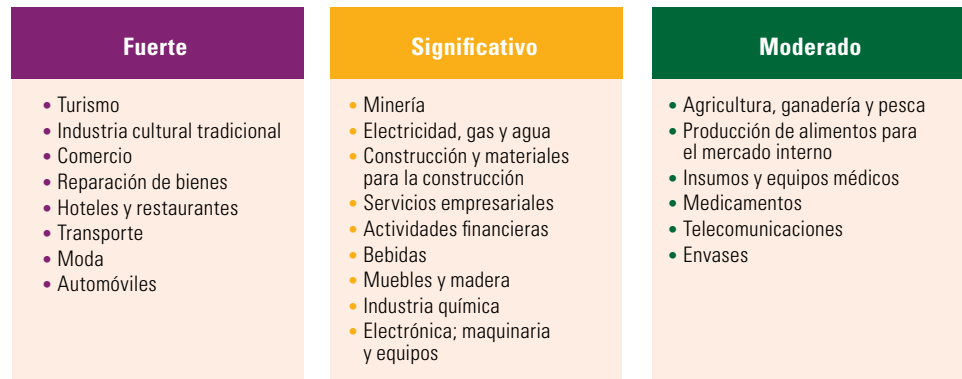 Fuerte
• Turismo
• Industria cultural tradicional
• Comercio
• Reparación de bienes
• Hoteles y restaurantes
• Transporte
• Moda
• Automóviles
Significativo
• Minería
• Electricidad, gas y agua
• Construcción y materiales
para la construcción
• Servicios empresariales
• Actividades financieras
• Bebidas
• Muebles y madera
• Industria química
• Electrónica; maquinaria
y equipos
Moderado
• Agricultura, ganadería y pesca
• Producción de alimentos para
el mercado interno
• Insumos y equipos médicos
• Medicamentos
• Telecomunicaciones
• Envases